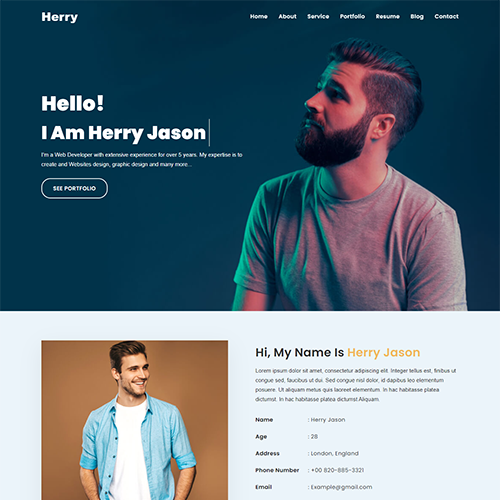 Herry
Home About Service Portfolio Resume Blog Contact
Hello!
I Am Herry Jason
I'm a Web Developer with extensive experience for over 5 years. My expertise is to
create and Websites design, graphic design and many more...
SEE PORTFOLIO
Hi, My Name Is Herry Jason
Lorem ipsum dolor sit amet, consectetur adipiscing elit. Integer tellus est, finibus ut
congue sed, faucibus ut dui. Sed congue nisl dolor, id dapibus leo elementum
posuere. Ut aliquam metus quis laoreet elementum. In hac habitasse platea
dictumst. In hac habitasse platea dictumst.Aliquam.
Name : Herry Jason
Age : 28
Address : London, England
Phone Number : +00 820-885-3321
Email : Example@gmail.com